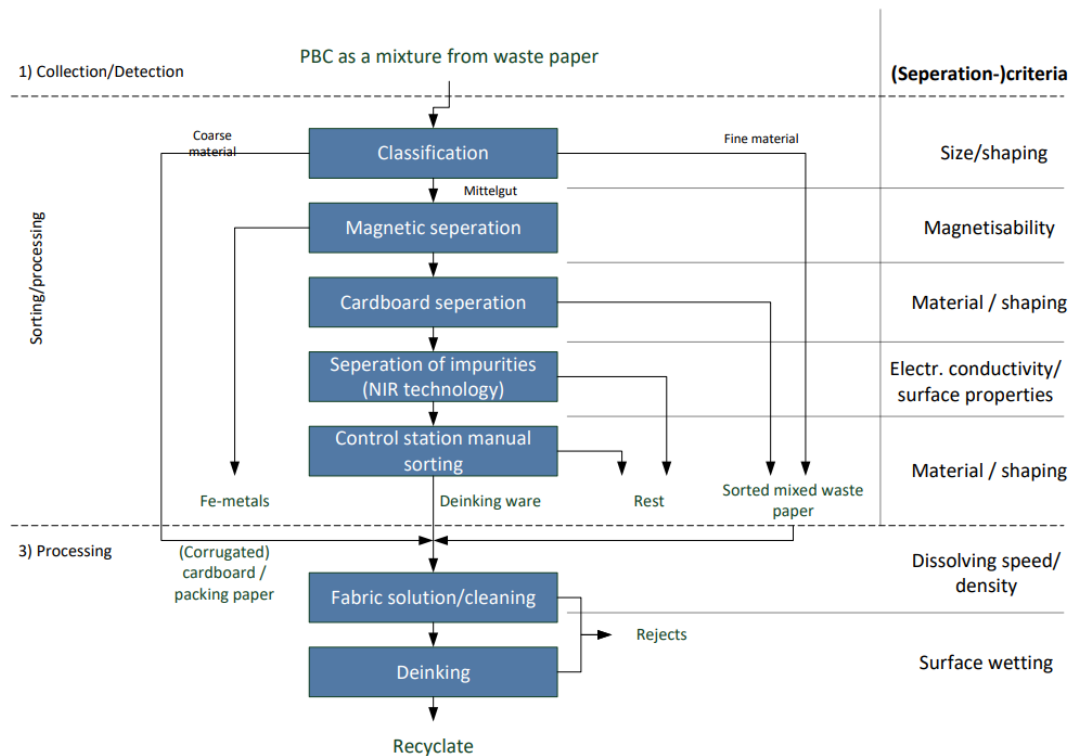 PBC as a mixture from waste paper
1) Collection/Detection
(Seperation-)criteria
Coarse
material
Classification
Fine material
Size/shaping
Mittelgut
Magnetic seperation
Magnetisability
Sorting/processing
Cardboard seperation
Material / shaping
Seperation of impurities
(NIR technology)
Electr. conductivity/
surface properties
Control station manual
sorting
Material / shaping
Fe-metals
Deinking ware
Rest
Sorted mixed waste
paper
3) Processing
(Corrugated)
cardboard /
packing paper
Dissolving speed/
density
Fabric solution/cleaning
Rejects
Deinking
Surface wetting
Recyclate